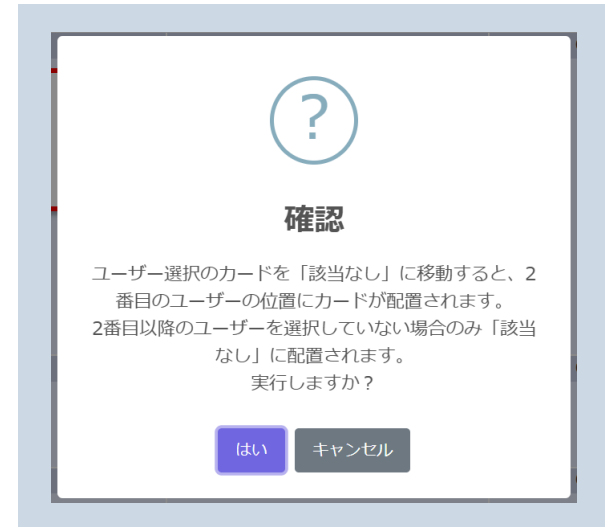 ?
確認
ユーザー選択のカードを「該当なし」に移動すると、2
番目のユーザーの位置にカードが配置されます。
2番目以降のユーザーを選択していない場合のみ「該当
なし」に配置されます。
実行しますか？
はい キャンセル